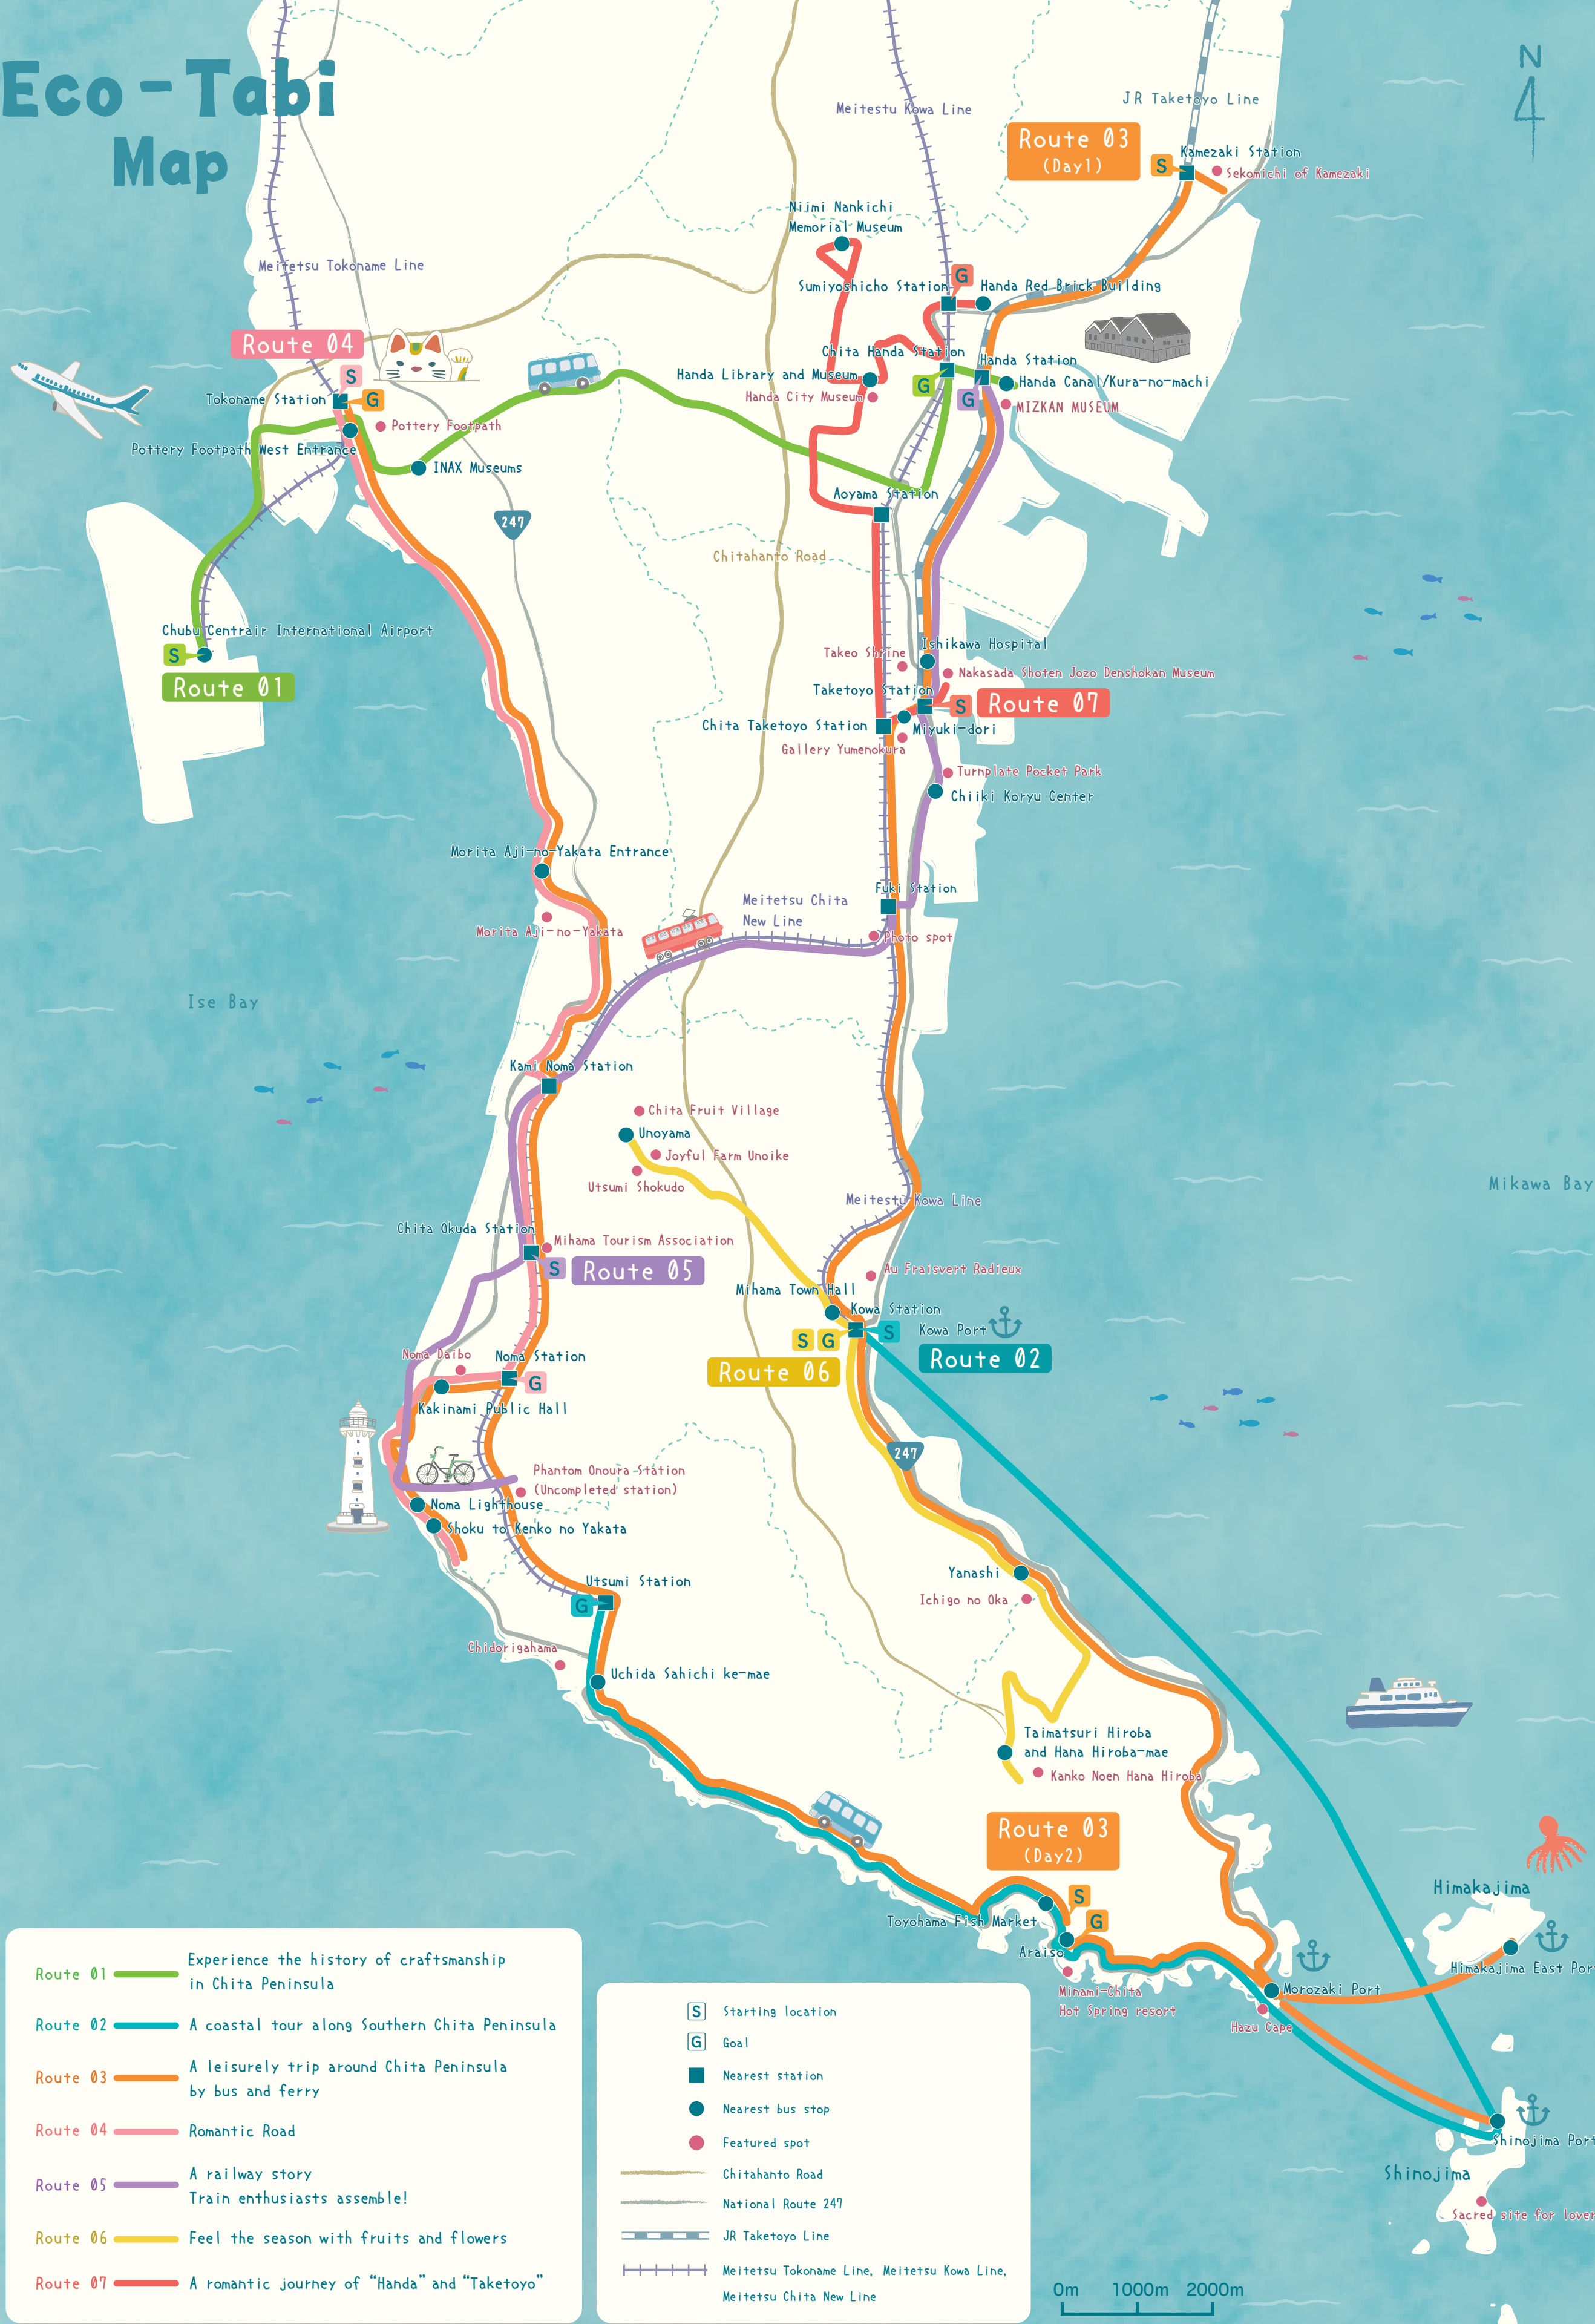 Eco-Tabi
Map
N
Meitestu Kowa Line
JR Taketoyo Line
Route 03
(Day1)
S
Kamezaki Station
Sekomichi of Kamezaki
Niimi Nankichi
Memorial Museum
Meitetsu Tokoname Line
Sumiyoshicho Station
G
Handa Red Brick Building
Route 04
S
Chita Handa Station
Handa Station
Handa Library and Museum
G
Handa Canal/Kura-no-machi
Tokoname Station
G
Handa City Museum
G
MIZKAN MUSEUM
Pottery Footpath
Pottery Footpath West Entrance
INAX Museums
Aoyama Station
247
Chitahanto Road
Chubu Centrair International Airport
S
Route 01
Ishikawa Hospital
Takeo Shrine
Nakasada Shoten Jozo Denshokan Museum
Taketoyo Station
S
Route 07
Chita Taketoyo Station
Miyuki-dori
Gallery Yumenokura
Turnplate Pocket Park
Chiiki Koryu Center
Morita Aji-no-Yakata Entrance
Fuki Station
Meitetsu Chita
New Line
Morita Aji-no-Yakata
Photo spot
Ise Bay
Kami Noma Station
Chita Fruit Village
Unoyama
Joyful Farm Unoike
Utsumi Shokudo
Mikawa Bay
Meitestu Kowa Line
Chita Okuda Station
Mihama Tourism Association
S
Route 05
Au Fraisvert Radieux
Mihama Town Hall
Kowa Station
S
G
S
Kowa Port
Route 06
Route 02
Noma Daibo
Noma Station
G
Kakinami Public Hall
247
Phantom Onoura Station
(Uncompleted station)
Noma Lighthouse
Shoku to Kenko no Yakata
Yanashi
Utsumi Station
G
Ichigo no Oka
Chidorigahama
Uchida Sahichi ke-mae
Taimatsuri Hiroba
and Hana Hiroba-mae
Kanko Noen Hana Hiroba
Route 03
(Day2)
S
Himakajima
Toyohama Fish Market
G
Araiso
Himakajima East Por
Morozaki Port
Minami-Chita
Hot Spring resort
Hazu Cape
Shinojima Port
Shinojima
Sacred site for lover
Route 01
Experience the history of craftsmanship
in Chita Peninsula
Route 02
A coastal tour along Southern Chita Peninsula
Route 03
A leisurely trip around Chita Peninsula
by bus and ferry
Route 04
Romantic Road
Route 05
A railway story
Train enthusiasts assemble!
Route 06
Feel the season with fruits and flowers
Route 07
A romantic journey of “Handa” and “Taketoyo”
S
Starting location
G
Goal
Nearest station
Nearest bus stop
Featured spot
Chitahanto Road
National Route 247
JR Taketoyo Line
Meitetsu Tokoname Line, Meitetsu Kowa Line,
Meitetsu Chita New Line
0m
1000m
2000m